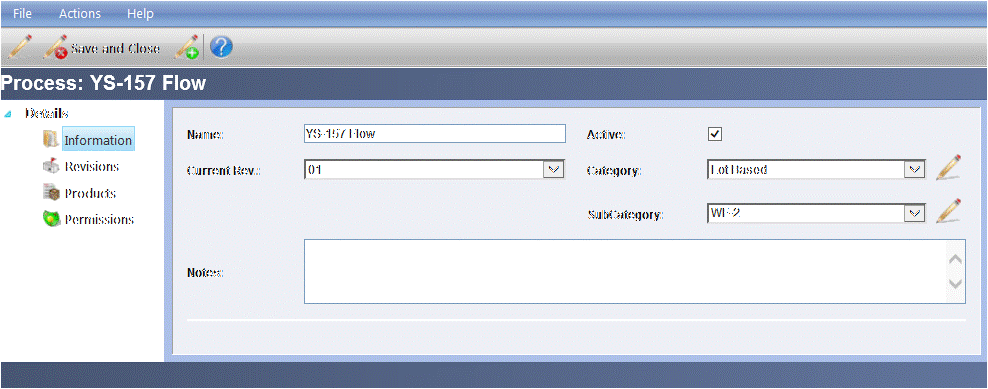 File Actions Help
Save and Close
Process: YS-157 Flow
Details
Information
Revisions
Products
Permissions
Name: YS-157 Flow Active:
Current Rev.: 01 Category: Lot Based
SubCategory: WF-2
Notes: